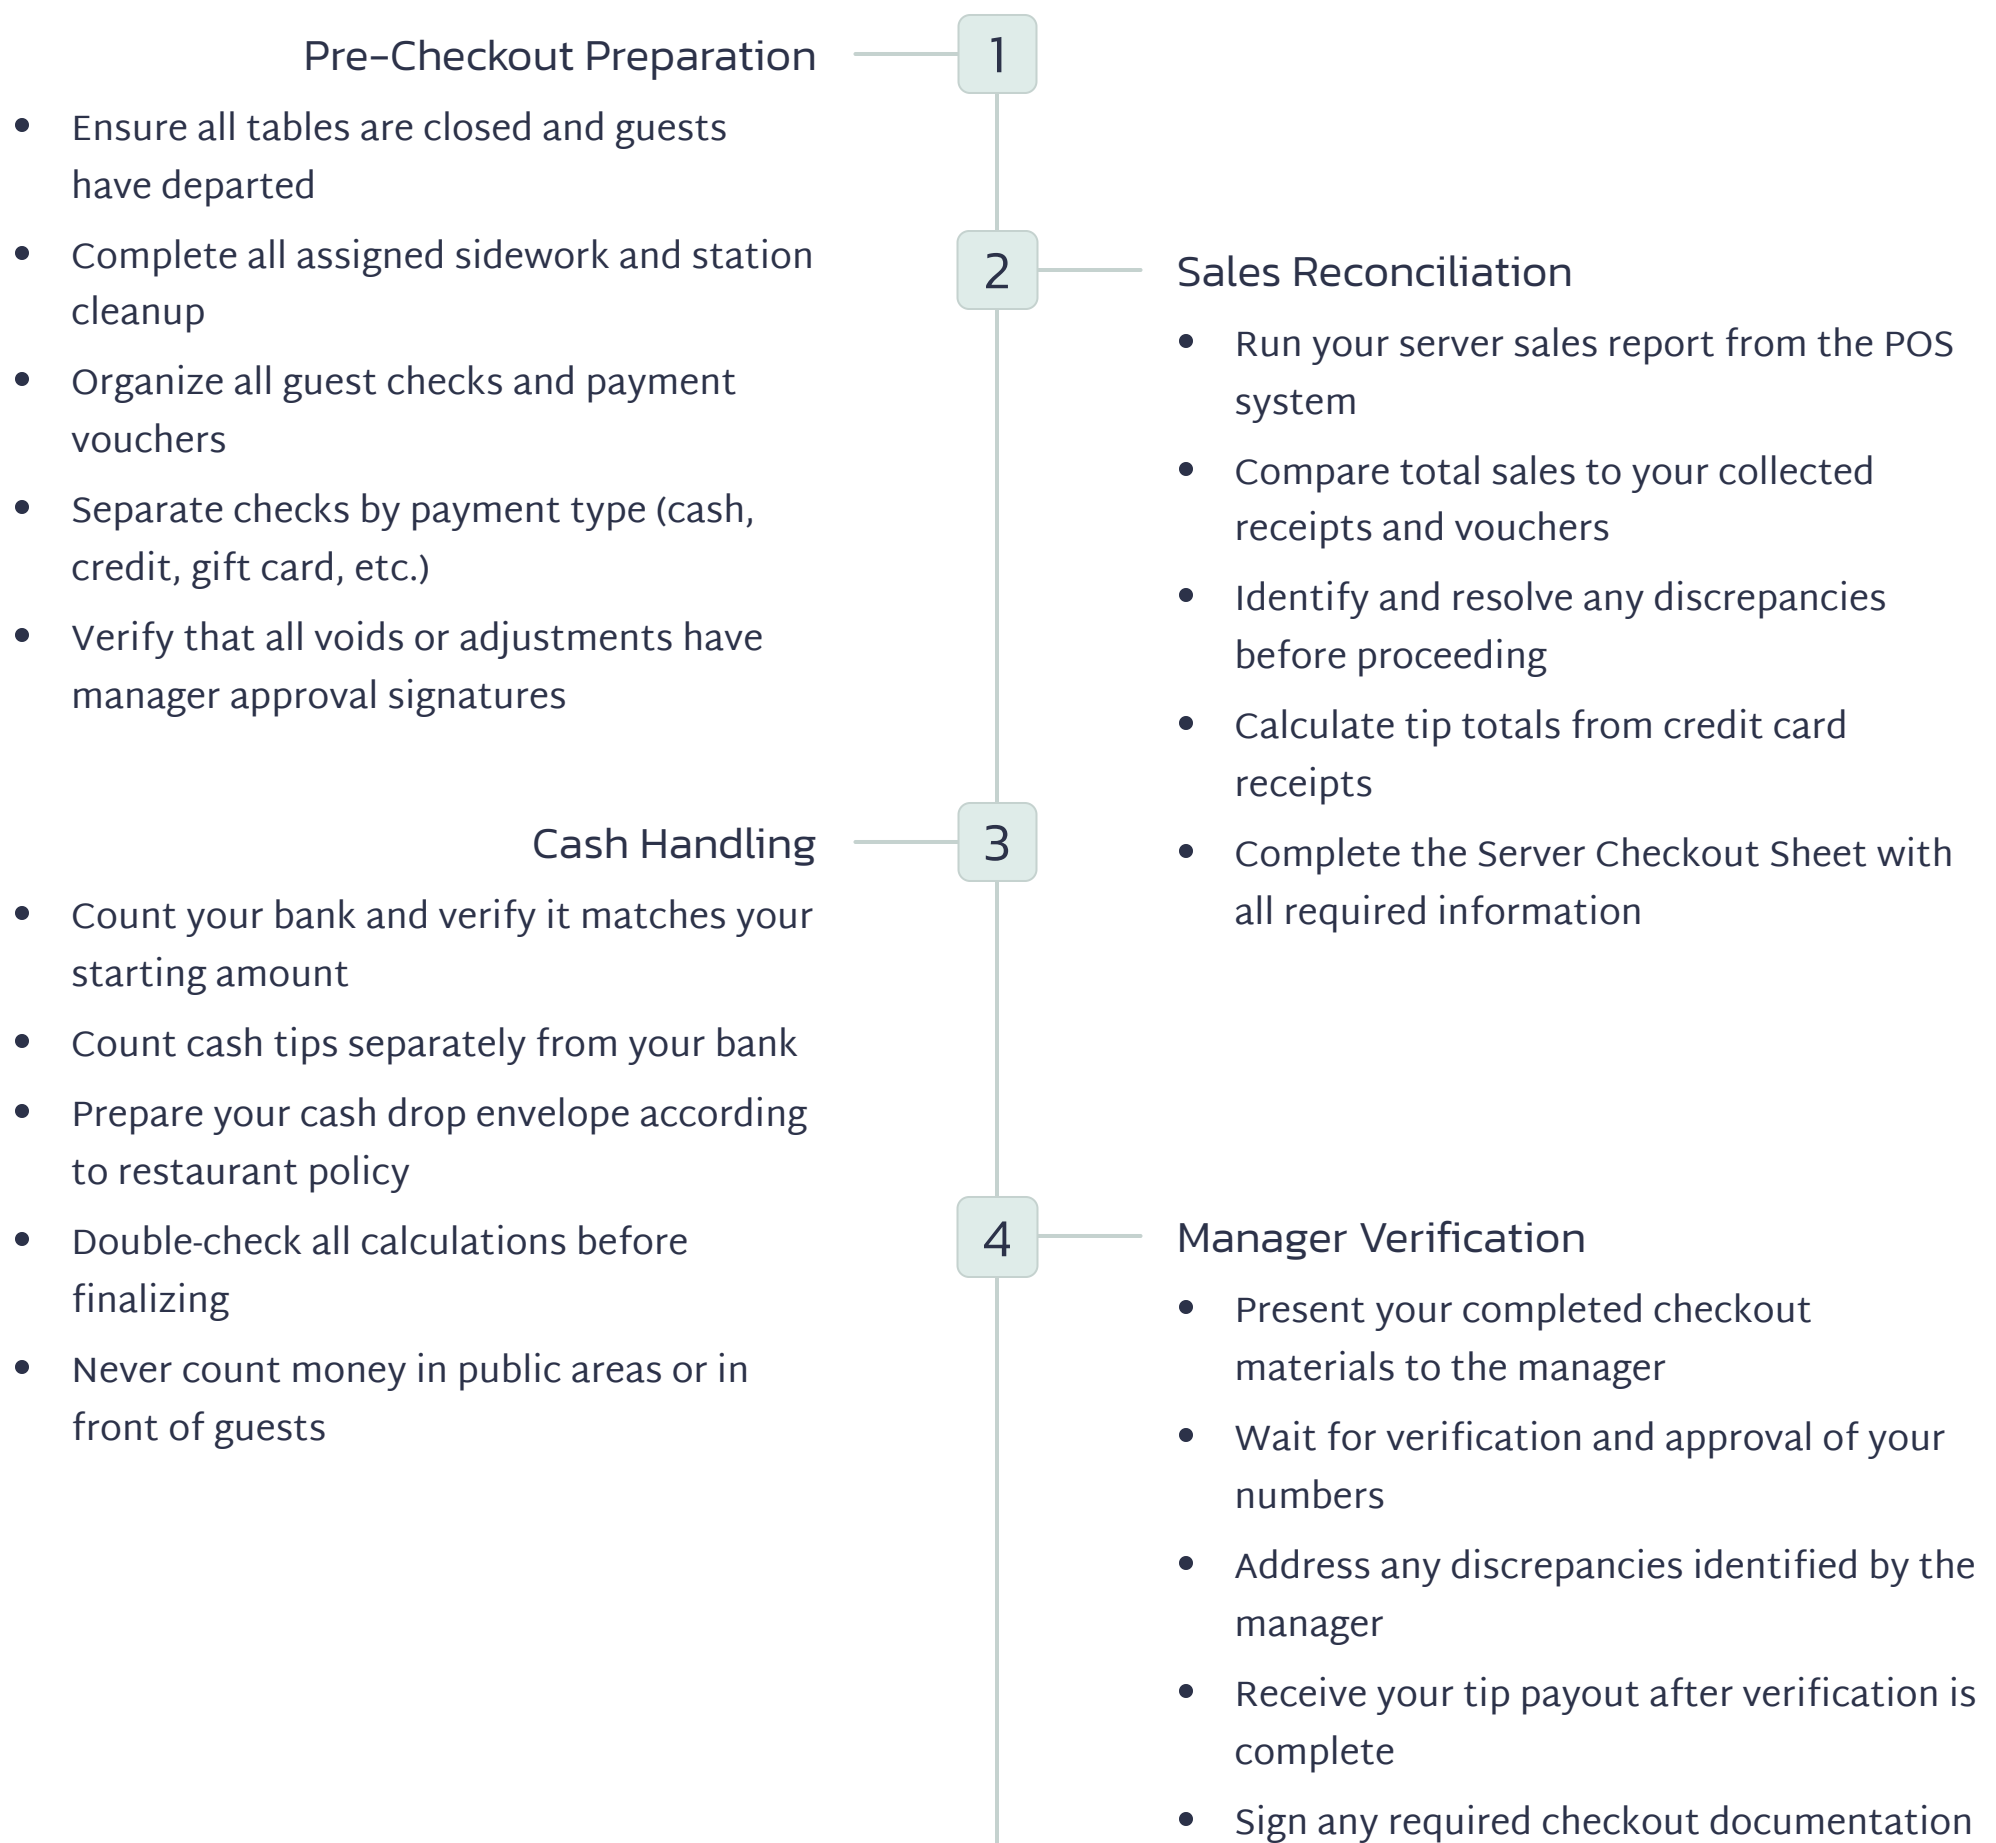 1
Pre-Checkout Preparation
• Ensure all tables are closed and guests
have departed
• Complete all assigned sidework and station
cleanup
• Organize all guest checks and payment
vouchers
• Separate checks by payment type (cash,
credit, gift card, etc.)
• Verify that all voids or adjustments have
manager approval signatures
2
Sales Reconciliation
• Run your server sales report from the POS
system
• Compare total sales to your collected
receipts and vouchers
• Identify and resolve any discrepancies
before proceeding
• Calculate tip totals from credit card
receipts
• Complete the Server Checkout Sheet with
all required information
3
Cash Handling
• Count your bank and verify it matches your
starting amount
• Count cash tips separately from your bank
• Prepare your cash drop envelope according
to restaurant policy
• Double-check all calculations before
finalizing
• Never count money in public areas or in
front of guests
4
Manager Verification
• Present your completed checkout
materials to the manager
• Wait for verification and approval of your
numbers
• Address any discrepancies identified by the
manager
• Receive your tip payout after verification is
complete
• Sign any required checkout documentation